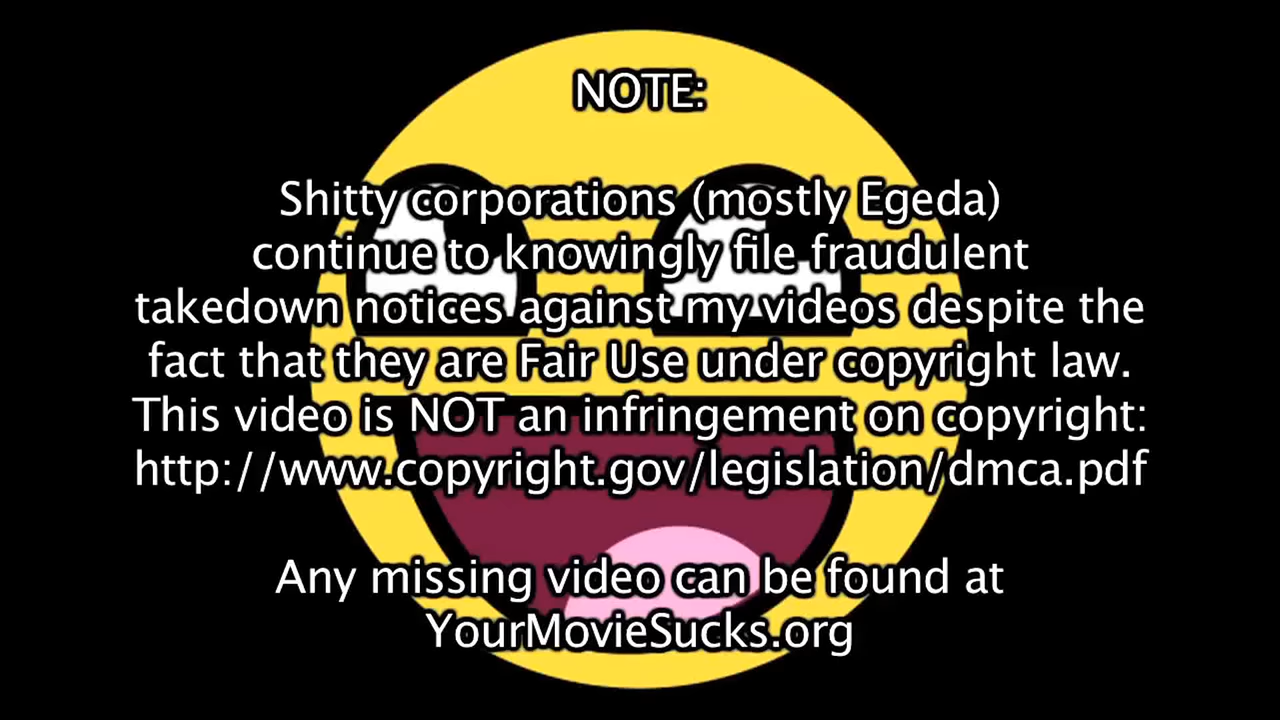 NOTE:
Shitty corporations (mostly Egeda)
continue to knowingly file fraudulent
takedown notices against my videos despite the
fact that they are Fair Use under copyright law.
This video is NOT an infringement on copyright:
http://www.copyright.gov/legislation/dmca.pdf
Any missing video can be found at
YourMovieSucks.org